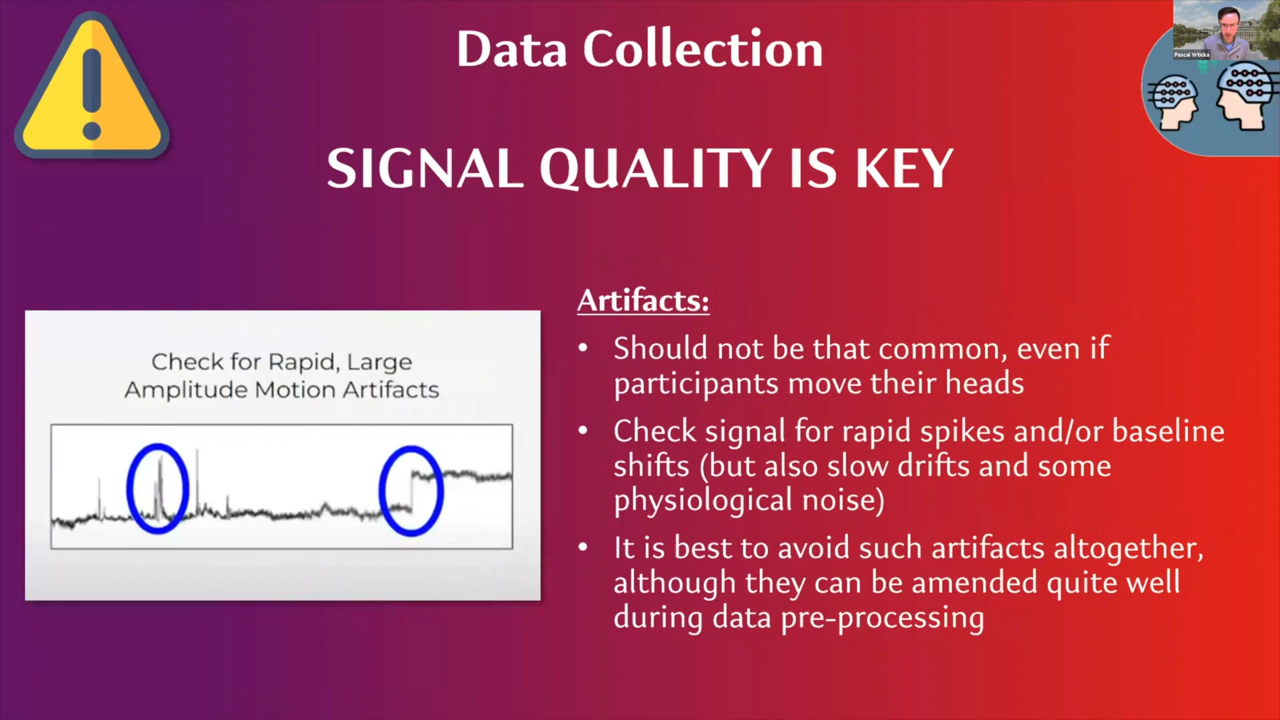 Data Collection
Pascal Vrticka
SIGNAL QUALITY IS KEY
Check for Rapid, Large
Amplitude Motion Artifacts
Artifacts:
• Should not be that common, even if
participants move their heads
• Check signal for rapid spikes and/or baseline
shifts (but also slow drifts and some
physiological noise)
• It is best to avoid such artifacts altogether,
although they can be amended quite well
during data pre-processing